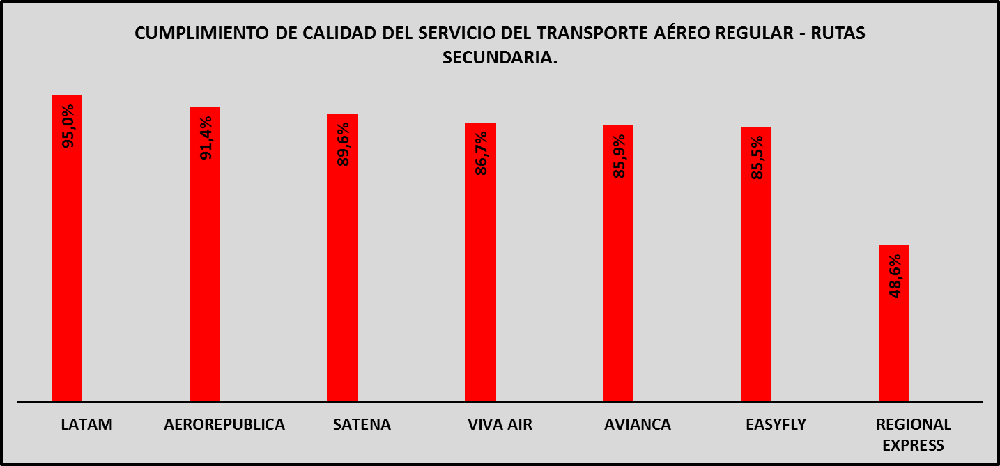 CUMPLIMIENTO DE CALIDAD DEL SERVICIO DEL TRANSPORTE AÉREO REGULAR - RUTAS
SECUNDARIA.
95,0%
91,4%
89,6%
86,7%
85,9%
85,5%
48,6%
LATAM
AEROREPUBLICA
SATENA
VIVA AIR
AVIANCA
EASYFLY
REGIONAL
EXPRESS